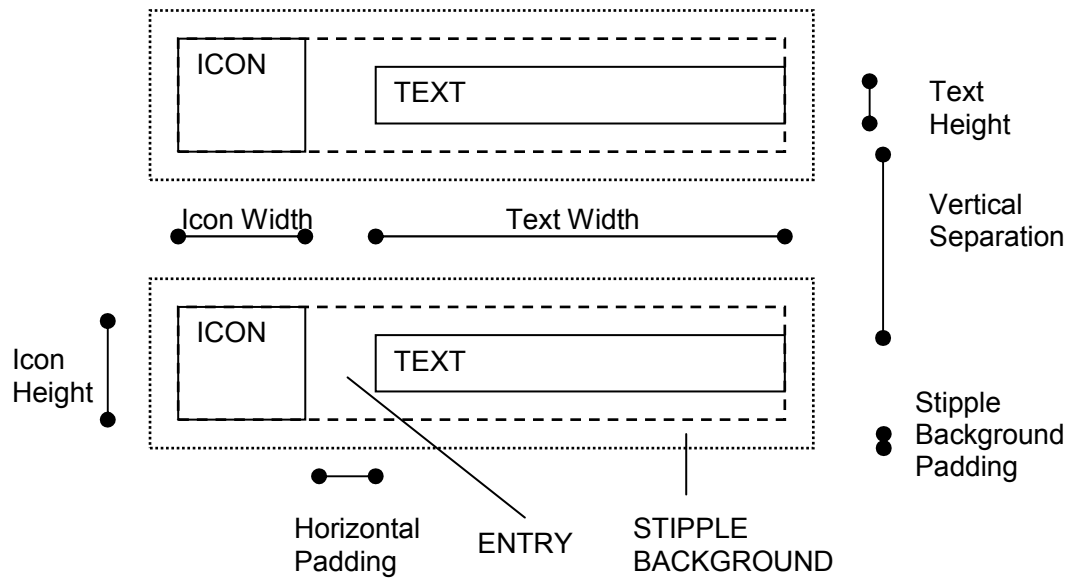 ICON
TEXT
Text
Height
Icon Width
Text Width
Vertical
Separation
ICON
TEXT
Icon
Height
Stipple
Background
Padding
Horizontal
Padding
ENTRY
STIPPLE
BACKGROUND